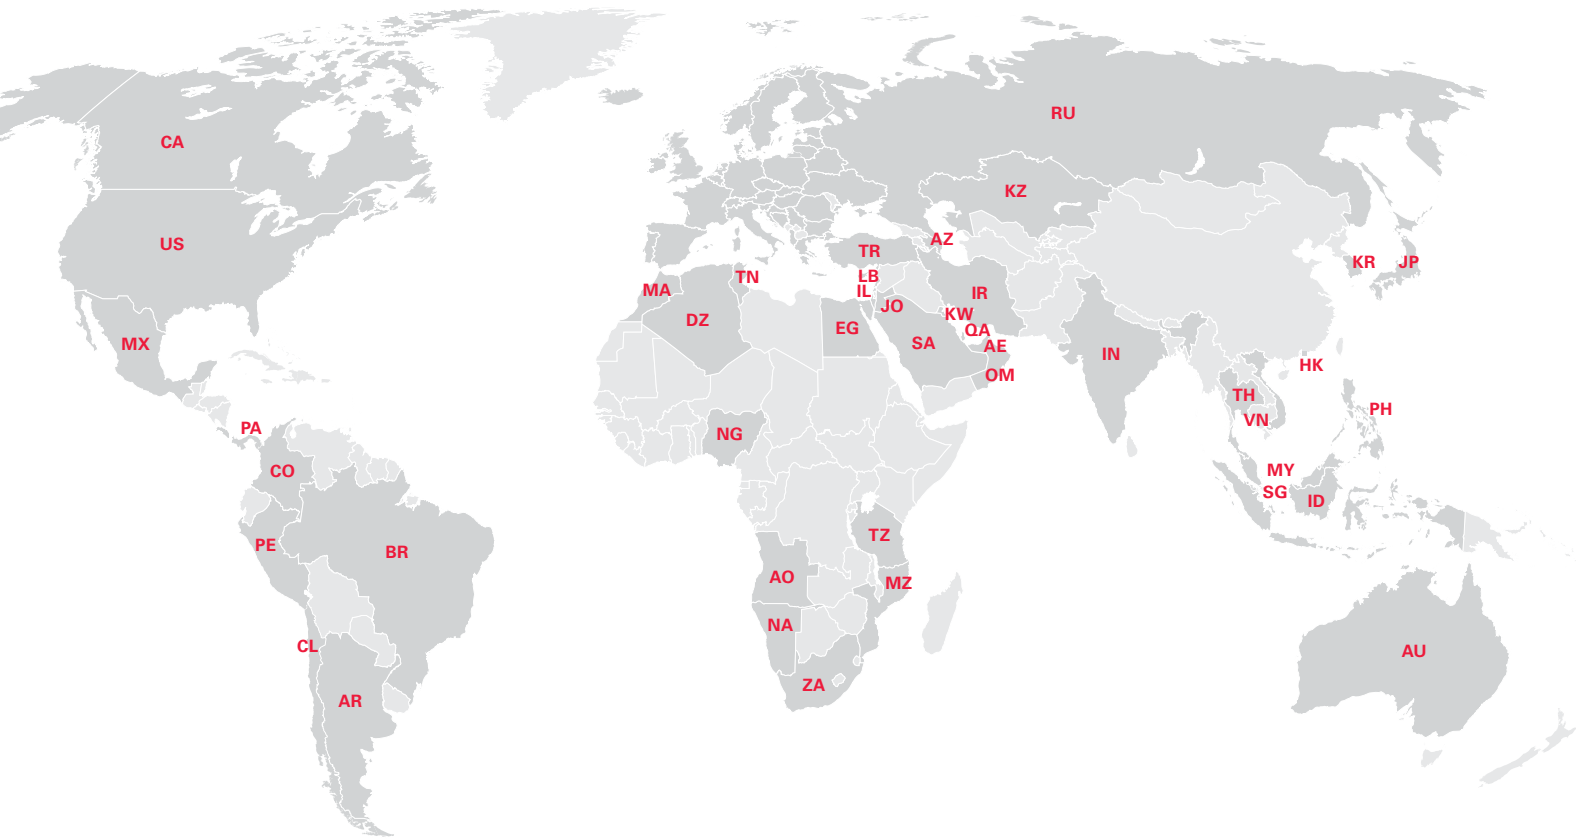 RU
CA
KZ
US
AZ
TR
KR
JP
LB
TN
MA
IL
IR
JO
KW
DZ
EG
QA
MX
SA
AE
IN
HK
OM
TH
PH
VN
PA
NG
CO
MY
SG
ID
TZ
PE
BR
AO
MZ
NA
CL
AU
ZA
AR